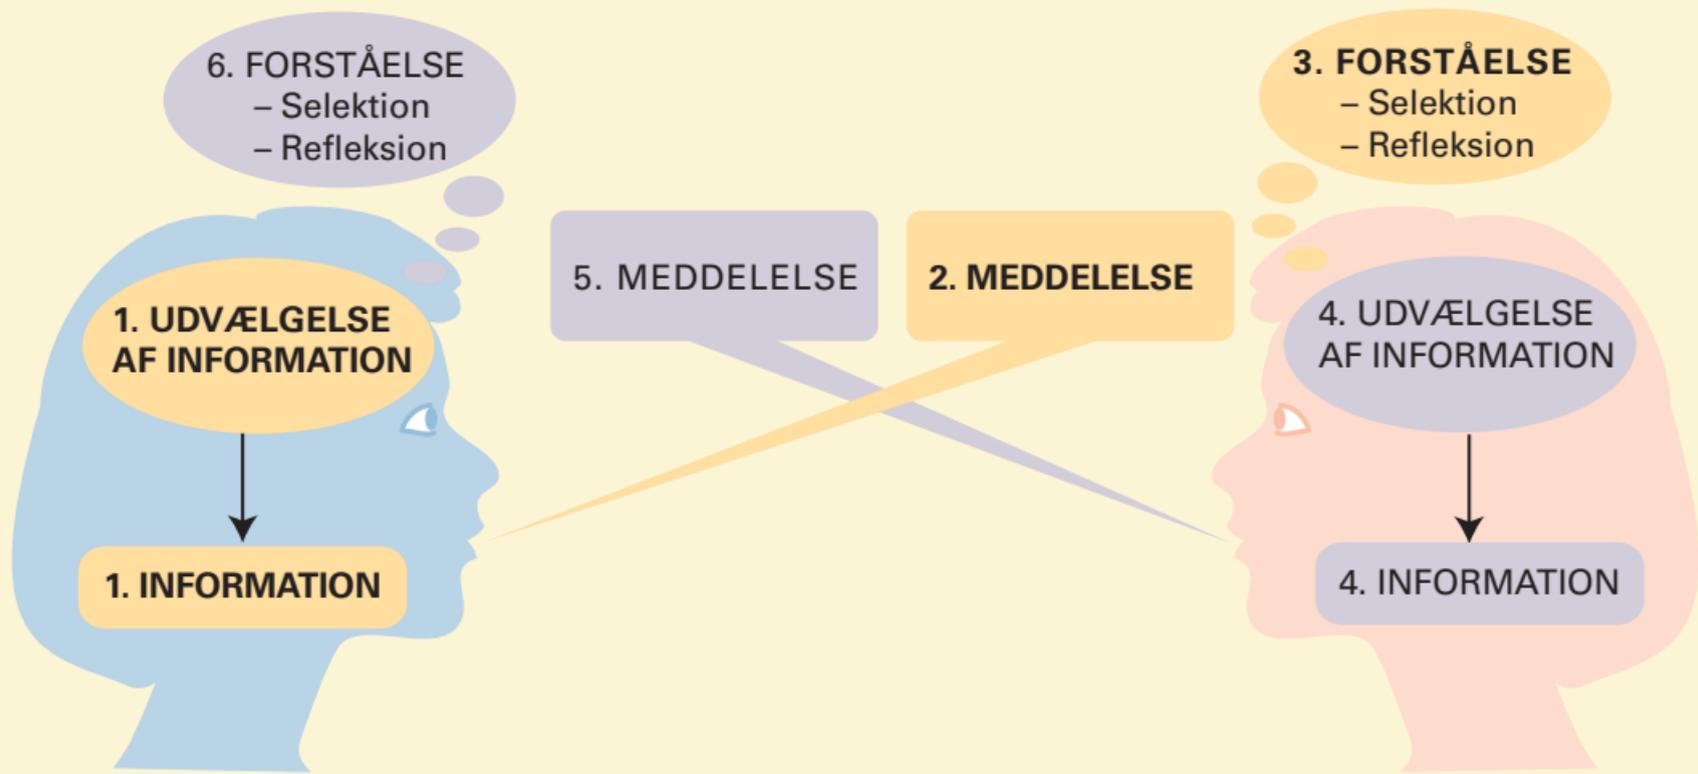 6. FORSTÅELSE
– Selektion
– Refleksion
3. FORSTÅELSE
– Selektion
– Refleksion
5. MEDDELELSE
2. MEDDELELSE
1. UDVÆLGELSE
AF INFORMATION
4. UDVÆLGELSE
AF INFORMATION
1. INFORMATION
4. INFORMATION